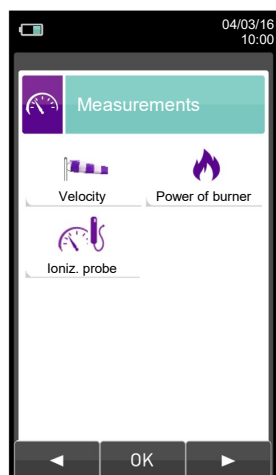 04/03/16
10:00
Measurements
Velocity
Power of burner
Ioniz. probe
OK